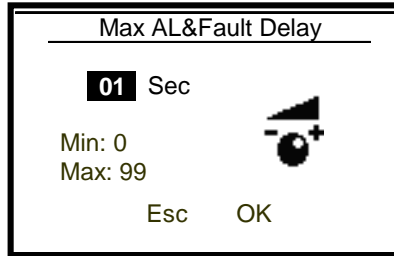 Max AL&Fault Delay
01 Sec
- +
Min: 0
Max: 99
Esc OK